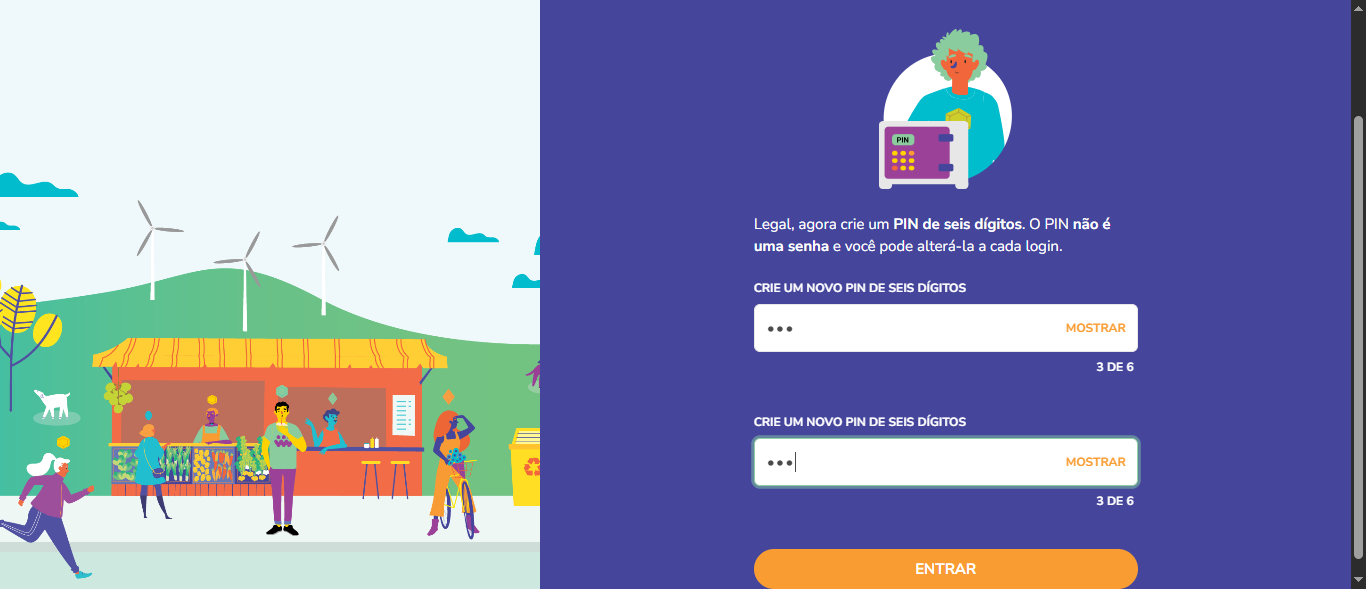 PIN
Legal, agora crie um PIN de seis dígitos. O PIN não é
uma senha e você pode alterá-la a cada login.
CRIE UM NOVO PIN DE SEIS DÍGITOS
●●●
MOSTRAR
3 DE 6
CRIE UM NOVO PIN DE SEIS DÍGITOS
●●●
MOSTRAR
3 DE 6
ENTRAR